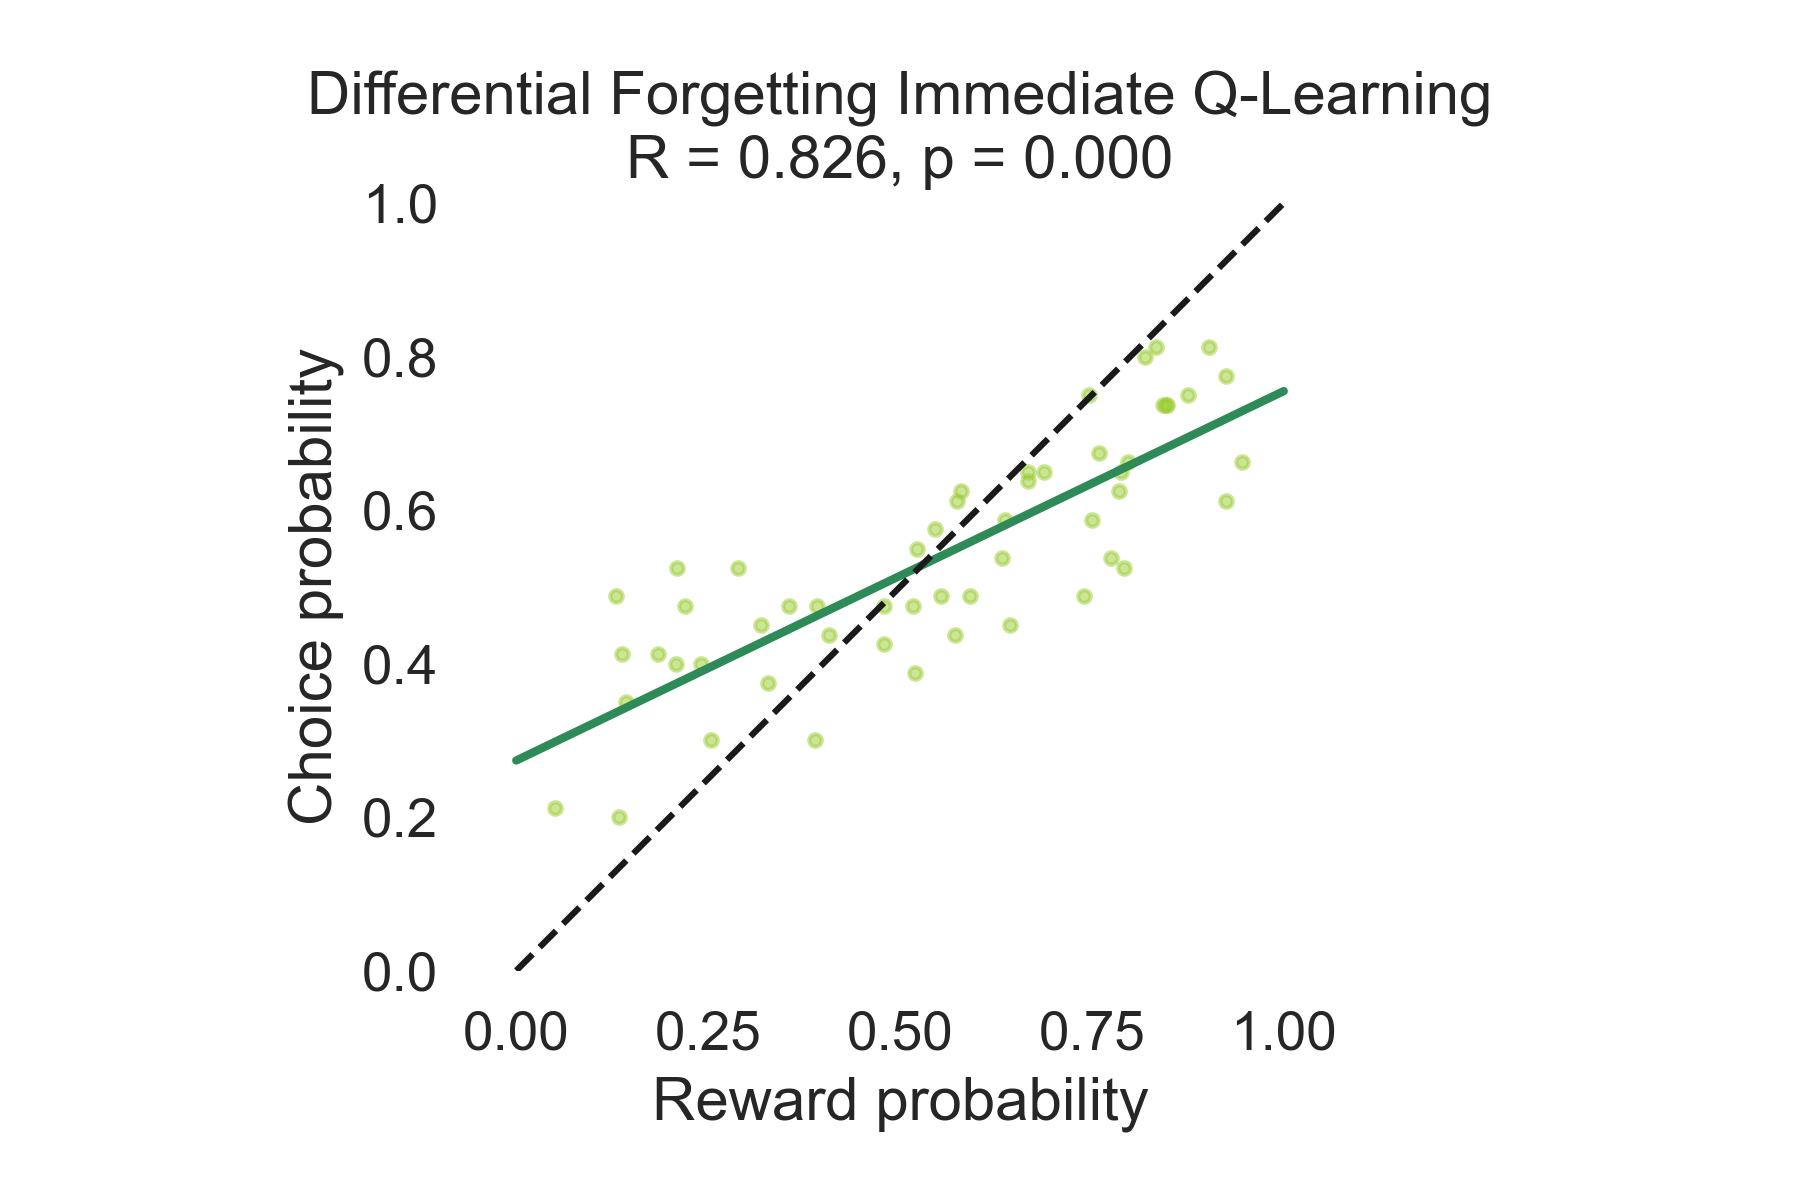 Differential Forgetting Immediate Q-Learning
R = 0.826, p = 0.000
1.0
0.8
0.6
0.4
0.2
0.0
Choice probability
0.00 0.25 0.50 0.75 1.00
Reward probability